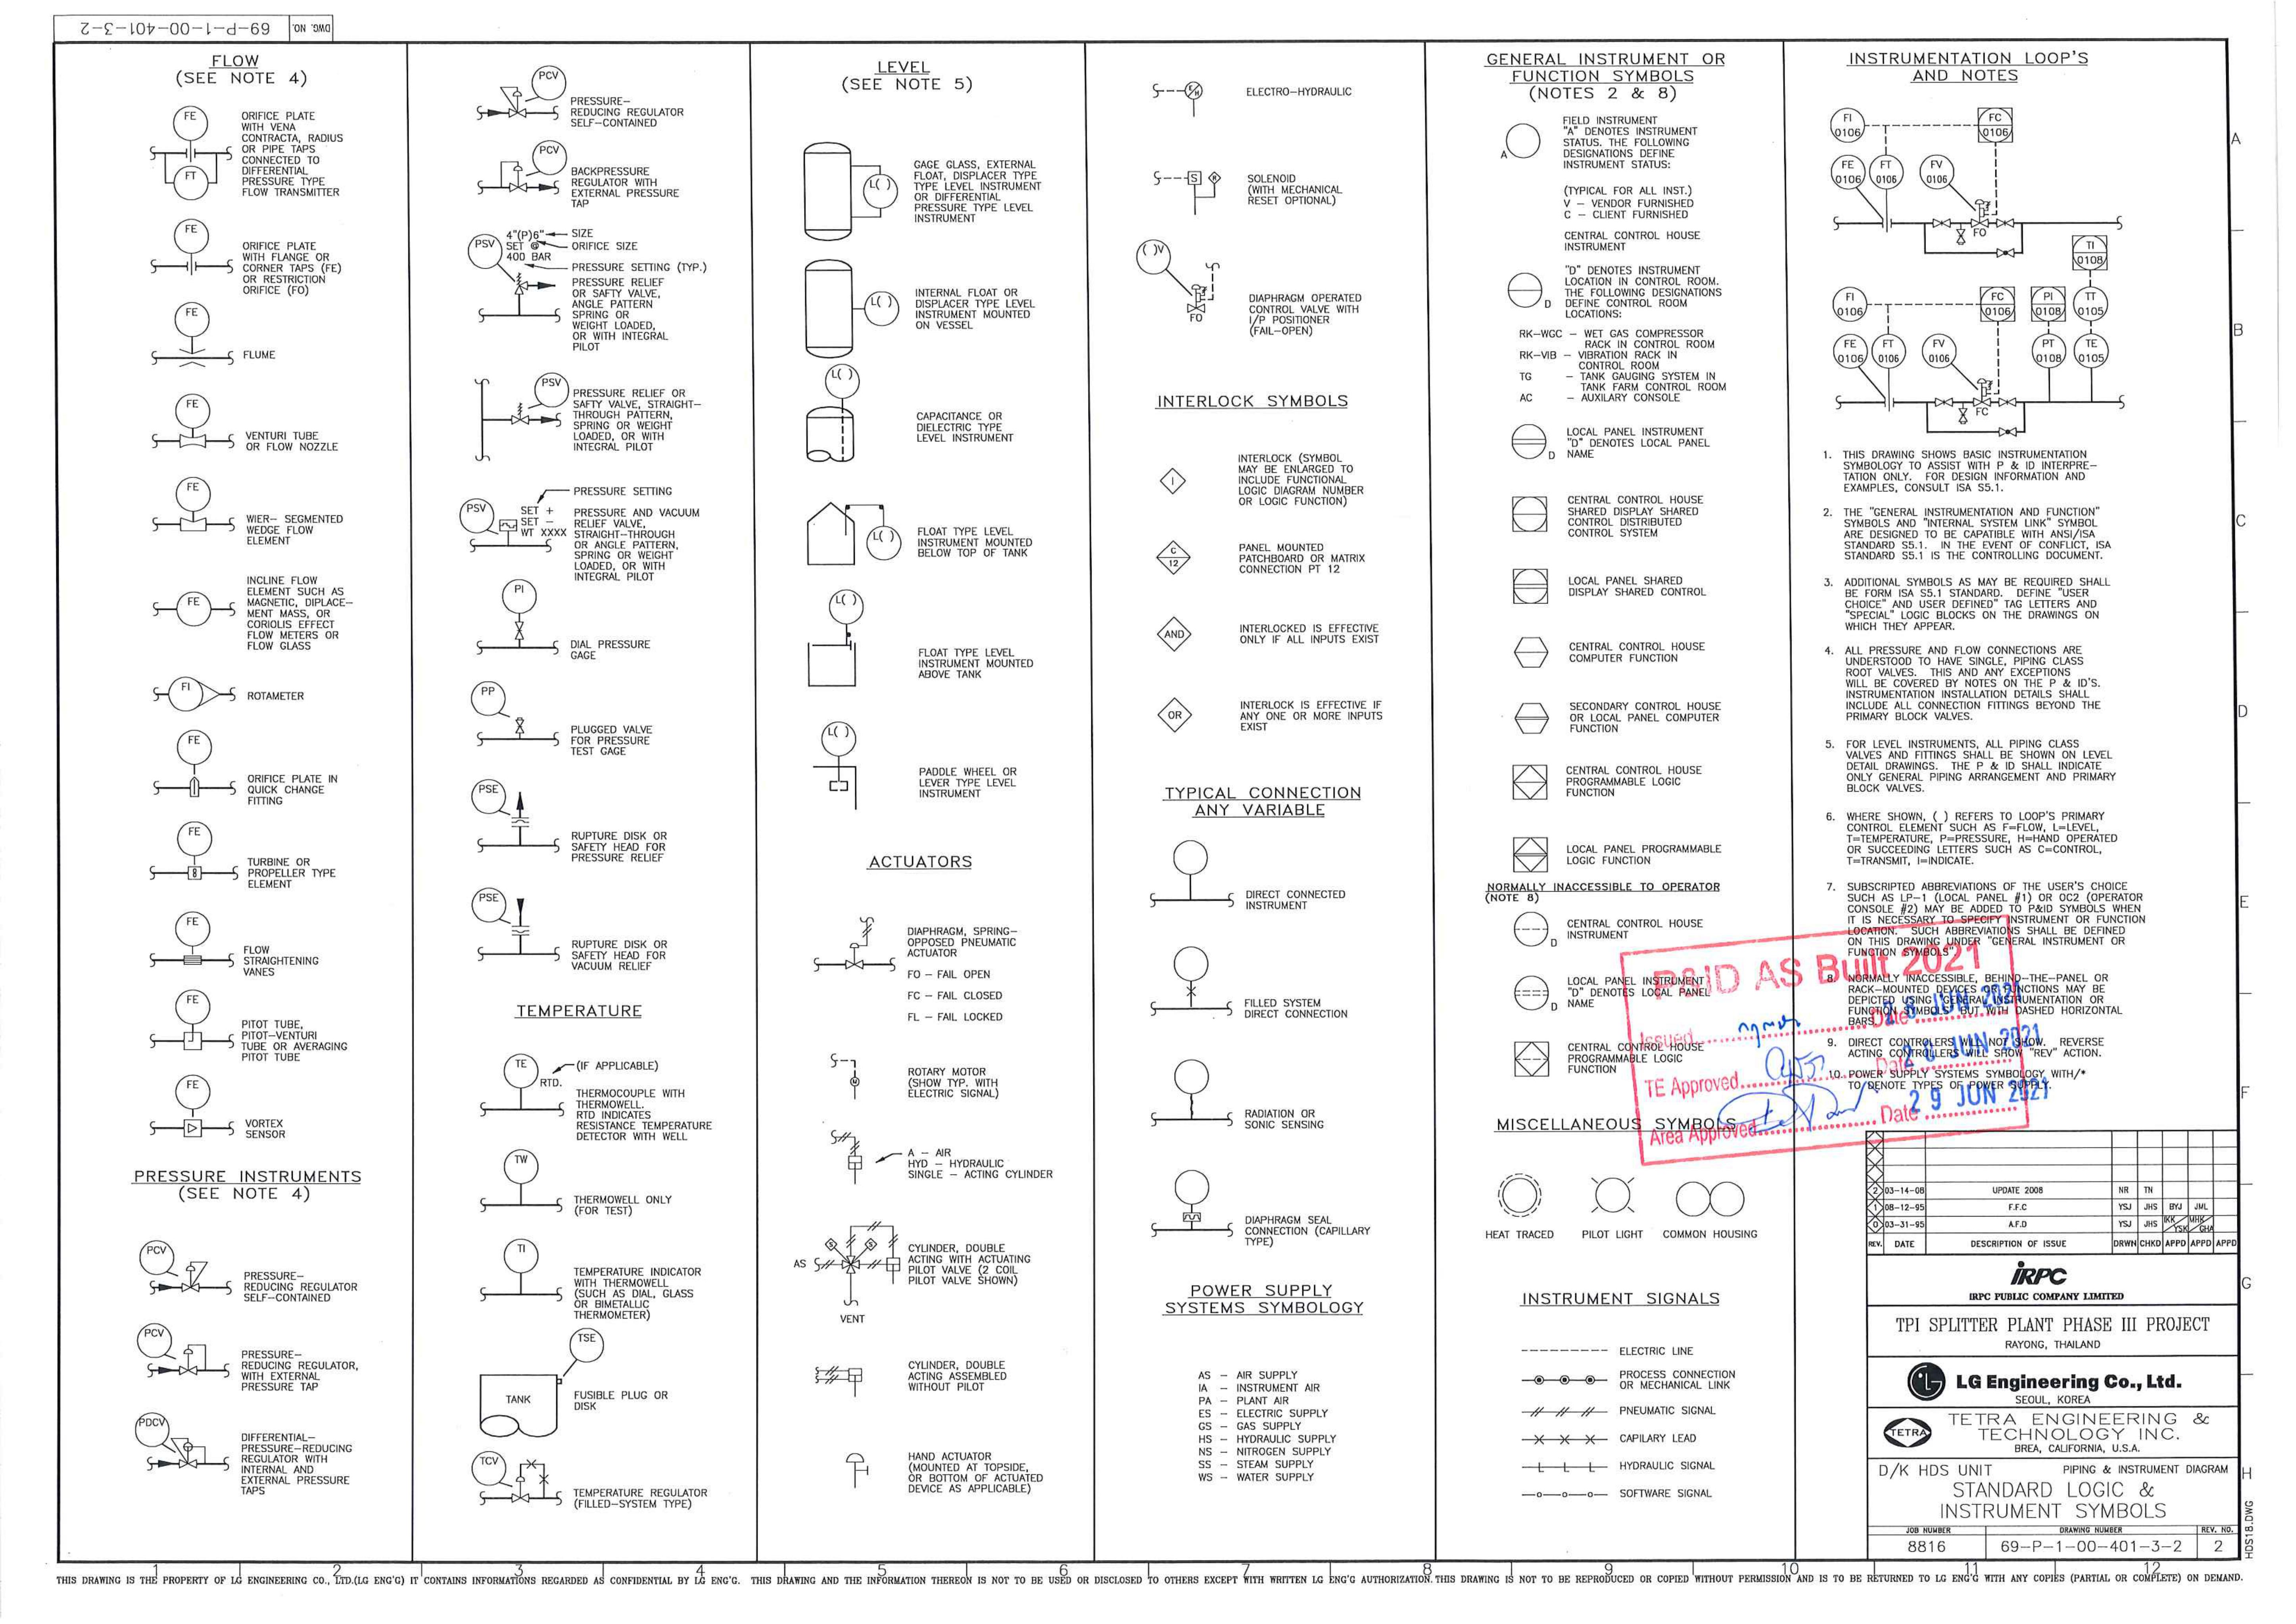 DWG. NO. 69-P-1-00-401-3-2
FLOW
(SEE NOTE 4)
FE
FT
ORIFICE PLATE
WITH VENA
CONTRACTA, RADIUS
OR PIPE TAPS
CONNECTED TO
DIFFERENTIAL
PRESSURE TYPE
FLOW TRANSMITTER
FE
ORIFICE PLATE
WITH FLANGE OR
CORNER TAPS (FE)
OR RESTRICTION
ORIFICE (FO)
FE
FLUME
FE
VENTURI TUBE
OR FLOW NOZZLE
FE
WIER- SEGMENTED
WEDGE FLOW
ELEMENT
FE
INCLINE FLOW
ELEMENT SUCH AS
MAGNETIC, DIPLACE-
MENT MASS, OR
CORIOLIS EFFECT
FLOW METERS OR
FLOW GLASS
FI
ROTAMETER
FE
ORIFICE PLATE IN
QUICK CHANGE
FITTING
FE
TURBINE OR
PROPELLER TYPE
ELEMENT
FE
FLOW
STRAIGHTENING
VANES
FE
PITOT TUBE,
PITOT-VENTURI
TUBE OR AVERAGING
PITOT TUBE
FE
VORTEX
SENSOR
PRESSURE INSTRUMENTS
(SEE NOTE 4)
PCV
PRESSURE-
REDUCING REGULATOR
SELF-CONTAINED
PCV
PRESSURE-
REDUCING REGULATOR,
WITH EXTERNAL
PRESSURE TAP
PDCV
DIFFERENTIAL-
PRESSURE-REDUCING
REGULATOR WITH
INTERNAL AND
EXTERNAL PRESSURE
TAPS
PCV
PRESSURE-
REDUCING REGULATOR
SELF-CONTAINED
PCV
BACKPRESSURE
REGULATOR WITH
EXTERNAL PRESSURE
TAP
PSV
4"(P)6" SIZE
SET @ ORIFICE SIZE
400 BAR
PRESSURE SETTING (TYP.)
PRESSURE RELIEF
OR SAFTY VALVE,
ANGLE PATTERN
SPRING OR
WEIGHT LOADED,
OR WITH INTEGRAL
PILOT
PSV
PRESSURE RELIEF OR
SAFTY VALVE, STRAIGHT-
THROUGH PATTERN,
SPRING OR WEIGHT
LOADED, OR WITH
INTEGRAL PILOT
PRESSURE SETTING
PSV
SET +
SET -
WT XXXX
PRESSURE AND VACUUM
RELIEF VALVE,
STRAIGHT-THROUGH
OR ANGLE PATTERN,
SPRING OR WEIGHT
LOADED, OR WITH
INTEGRAL PILOT
PI
DIAL PRESSURE
GAGE
PP
PLUGGED VALVE
FOR PRESSURE
TEST GAGE
PSE
RUPTURE DISK OR
SAFETY HEAD FOR
PRESSURE RELIEF
PSE
RUPTURE DISK OR
SAFETY HEAD FOR
VACUUM RELIEF
TEMPERATURE
TE
(IF APPLICABLE)
RTD.
THERMOCOUPLE WITH
THERMOWELL.
RTD INDICATES
RESISTANCE TEMPERATURE
DETECTOR WITH WELL
TW
THERMOWELL ONLY
(FOR TEST)
TI
TEMPERATURE INDICATOR
WITH THERMOWELL
(SUCH AS DIAL, GLASS
OR BIMETALLIC
THERMOMETER)
TSE
TANK
FUSIBLE PLUG OR
DISK
TCV
TEMPERATURE REGULATOR
(FILLED-SYSTEM TYPE)
LEVEL
(SEE NOTE 5)
L( )
GAGE GLASS, EXTERNAL
FLOAT, DISPLACER TYPE
TYPE LEVEL INSTRUMENT
OR DIFFERENTIAL
PRESSURE TYPE LEVEL
INSTRUMENT
L( )
INTERNAL FLOAT OR
DISPLACER TYPE LEVEL
INSTRUMENT MOUNTED
ON VESSEL
L( )
CAPACITANCE OR
DIELECTRIC TYPE
LEVEL INSTRUMENT
L( )
FLOAT TYPE LEVEL
INSTRUMENT MOUNTED
BELOW TOP OF TANK
L( )
FLOAT TYPE LEVEL
INSTRUMENT MOUNTED
ABOVE TANK
L( )
PADDLE WHEEL OR
LEVER TYPE LEVEL
INSTRUMENT
ACTUATORS
DIAPHRAGM, SPRING-
OPPOSED PNEUMATIC
ACTUATOR
FO - FAIL OPEN
FC - FAIL CLOSED
FL - FAIL LOCKED
M
ROTARY MOTOR
(SHOW TYP. WITH
ELECTRIC SIGNAL)
A - AIR
HYD - HYDRAULIC
SINGLE - ACTING CYLINDER
S
S
AS
VENT
CYLINDER, DOUBLE
ACTING WITH ACTUATING
PILOT VALVE (2 COIL
PILOT VALVE SHOWN)
CYLINDER, DOUBLE
ACTING ASSEMBLED
WITHOUT PILOT
HAND ACTUATOR
(MOUNTED AT TOPSIDE,
OR BOTTOM OF ACTUATED
DEVICE AS APPLICABLE)
E/H
ELECTRO-HYDRAULIC
S
R
SOLENOID
(WITH MECHANICAL
RESET OPTIONAL)
( )V
FO
DIAPHRAGM OPERATED
CONTROL VALVE WITH
I/P POSITIONER
(FAIL-OPEN)
INTERLOCK SYMBOLS
I
INTERLOCK (SYMBOL
MAY BE ENLARGED TO
INCLUDE FUNCTIONAL
LOGIC DIAGRAM NUMBER
OR LOGIC FUNCTION)
C
12
PANEL MOUNTED
PATCHBOARD OR MATRIX
CONNECTION PT 12
AND
INTERLOCKED IS EFFECTIVE
ONLY IF ALL INPUTS EXIST
OR
INTERLOCK IS EFFECTIVE IF
ANY ONE OR MORE INPUTS
EXIST
TYPICAL CONNECTION
ANY VARIABLE
DIRECT CONNECTED
INSTRUMENT
FILLED SYSTEM
DIRECT CONNECTION
RADIATION OR
SONIC SENSING
DIAPHRAGM SEAL
CONNECTION (CAPILLARY
TYPE)
POWER SUPPLY
SYSTEMS SYMBOLOGY
AS - AIR SUPPLY
IA - INSTRUMENT AIR
PA - PLANT AIR
ES - ELECTRIC SUPPLY
GS - GAS SUPPLY
HS - HYDRAULIC SUPPLY
NS - NITROGEN SUPPLY
SS - STEAM SUPPLY
WS - WATER SUPPLY
GENERAL INSTRUMENT OR
FUNCTION SYMBOLS
(NOTES 2 & 8)
A
FIELD INSTRUMENT
"A" DENOTES INSTRUMENT
STATUS. THE FOLLOWING
DESIGNATIONS DEFINE
INSTRUMENT STATUS:
(TYPICAL FOR ALL INST.)
V - VENDOR FURNISHED
C - CLIENT FURNISHED
CENTRAL CONTROL HOUSE
INSTRUMENT
D
"D" DENOTES INSTRUMENT
LOCATION IN CONTROL ROOM.
THE FOLLOWING DESIGNATIONS
DEFINE CONTROL ROOM
LOCATIONS:
RK-WGC - WET GAS COMPRESSOR
RACK IN CONTROL ROOM
RK-VIB - VIBRATION RACK IN
CONTROL ROOM
TG - TANK GAUGING SYSTEM IN
TANK FARM CONTROL ROOM
AC - AUXILARY CONSOLE
D
LOCAL PANEL INSTRUMENT
"D" DENOTES LOCAL PANEL
NAME
CENTRAL CONTROL HOUSE
SHARED DISPLAY SHARED
CONTROL DISTRIBUTED
CONTROL SYSTEM
LOCAL PANEL SHARED
DISPLAY SHARED CONTROL
CENTRAL CONTROL HOUSE
COMPUTER FUNCTION
SECONDARY CONTROL HOUSE
OR LOCAL PANEL COMPUTER
FUNCTION
CENTRAL CONTROL HOUSE
PROGRAMMABLE LOGIC
FUNCTION
LOCAL PANEL PROGRAMMABLE
LOGIC FUNCTION
NORMALLY INACCESSIBLE TO OPERATOR
(NOTE 8)
D
CENTRAL CONTROL HOUSE
INSTRUMENT
D
LOCAL PANEL INSTRUMENT
"D" DENOTES LOCAL PANEL
NAME
CENTRAL CONTROL HOUSE
PROGRAMMABLE LOGIC
FUNCTION
MISCELLANEOUS SYMBOLS
HEAT TRACED PILOT LIGHT COMMON HOUSING
INSTRUMENT SIGNALS
ELECTRIC LINE
PROCESS CONNECTION
OR MECHANICAL LINK
PNEUMATIC SIGNAL
CAPILARY LEAD
HYDRAULIC SIGNAL
SOFTWARE SIGNAL
INSTRUMENTATION LOOP'S
AND NOTES
FI 0106
FC 0106
FE 0106
FT 0106
FV 0106
FO
TI 0108
FI 0106
FC 0106
PI 0108
TT 0105
FE 0106
FT 0106
FV 0106
PT 0108
TE 0105
FC
1. THIS DRAWING SHOWS BASIC INSTRUMENTATION
SYMBOLOGY TO ASSIST WITH P & ID INTERPRE-
TATION ONLY. FOR DESIGN INFORMATION AND
EXAMPLES, CONSULT ISA S5.1.
2. THE "GENERAL INSTRUMENTATION AND FUNCTION"
SYMBOLS AND "INTERNAL SYSTEM LINK" SYMBOL
ARE DESIGNED TO BE CAPATIBLE WITH ANSI/ISA
STANDARD S5.1. IN THE EVENT OF CONFLICT, ISA
STANDARD S5.1 IS THE CONTROLLING DOCUMENT.
3. ADDITIONAL SYMBOLS AS MAY BE REQUIRED SHALL
BE FORM ISA S5.1 STANDARD. DEFINE "USER
CHOICE" AND USER DEFINED" TAG LETTERS AND
"SPECIAL" LOGIC BLOCKS ON THE DRAWINGS ON
WHICH THEY APPEAR.
4. ALL PRESSURE AND FLOW CONNECTIONS ARE
UNDERSTOOD TO HAVE SINGLE, PIPING CLASS
ROOT VALVES. THIS AND ANY EXCEPTIONS
WILL BE COVERED BY NOTES ON THE P & ID'S.
INSTRUMENTATION INSTALLATION DETAILS SHALL
INCLUDE ALL CONNECTION FITTINGS BEYOND THE
PRIMARY BLOCK VALVES.
5. FOR LEVEL INSTRUMENTS, ALL PIPING CLASS
VALVES AND FITTINGS SHALL BE SHOWN ON LEVEL
DETAIL DRAWINGS. THE P & ID SHALL INDICATE
ONLY GENERAL PIPING ARRANGEMENT AND PRIMARY
BLOCK VALVES.
6. WHERE SHOWN, ( ) REFERS TO LOOP'S PRIMARY
CONTROL ELEMENT SUCH AS F=FLOW, L=LEVEL,
T=TEMPERATURE, P=PRESSURE, H=HAND OPERATED
OR SUCCEEDING LETTERS SUCH AS C=CONTROL,
T=TRANSMIT, I=INDICATE.
7. SUBSCRIPTED ABBREVIATIONS OF THE USER'S CHOICE
SUCH AS LP-1 (LOCAL PANEL #1) OR OC2 (OPERATOR
CONSOLE #2) MAY BE ADDED TO P&ID SYMBOLS WHEN
IT IS NECESSARY TO SPECIFY INSTRUMENT OR FUNCTION
LOCATION. SUCH ABBREVIATIONS SHALL BE DEFINED
ON THIS DRAWING UNDER "GENERAL INSTRUMENT OR
FUNCTION SYMBOLS".
8. NORMALLY INACCESSIBLE, BEHIND-THE-PANEL OR
RACK-MOUNTED DEVICES OR FUNCTIONS MAY BE
DEPICTED USING GENERAL INSTRUMENTATION OR
FUNCTION SYMBOLS BUT WITH DASHED HORIZONTAL
BARS.
9. DIRECT CONTROLLERS WILL NOT SHOW. REVERSE
ACTING CONTROLLERS WILL SHOW "REV" ACTION.
10. POWER SUPPLY SYSTEMS SYMBOLOGY WITH/*
TO DENOTE TYPES OF POWER SUPPLY.
P&ID AS Built 2021
Issued Date 28 JUN 2021
TE Approved Date 28 JUN 2021
Area Approved Date 29 JUN 2021
2 03-14-08 UPDATE 2008 NR TN
1 08-12-95 F.F.C YSJ JHS BYJ JML
0 03-31-95 A.F.D YSJ JHS IKK/YSK MHK/GHA
REV. DATE DESCRIPTION OF ISSUE DRWN CHKD APPD APPD APPD
IRPC
IRPC PUBLIC COMPANY LIMITED
TPI SPLITTER PLANT PHASE III PROJECT
RAYONG, THAILAND
LG Engineering Co., Ltd.
SEOUL, KOREA
TETRA
TETRA ENGINEERING &
TECHNOLOGY INC.
BREA, CALIFORNIA, U.S.A.
D/K HDS UNIT PIPING & INSTRUMENT DIAGRAM
STANDARD LOGIC &
INSTRUMENT SYMBOLS
JOB NUMBER DRAWING NUMBER REV. NO.
8816 69-P-1-00-401-3-2 2
HDS18.DWG
A
B
C
D
E
F
G
H
1 2 3 4 5 6 7 8 9 10 11 12
THIS DRAWING IS THE PROPERTY OF LG ENGINEERING CO., LTD.(LG ENG'G) IT CONTAINS INFORMATIONS REGARDED AS CONFIDENTIAL BY LG ENG'G. THIS DRAWING AND THE INFORMATION THEREON IS NOT TO BE USED OR DISCLOSED TO OTHERS EXCEPT WITH WRITTEN LG ENG'G AUTHORIZATION. THIS DRAWING IS NOT TO BE REPRODUCED OR COPIED WITHOUT PERMISSION AND IS TO BE RETURNED TO LG ENG'G WITH ANY COPIES (PARTIAL OR COMPLETE) ON DEMAND.